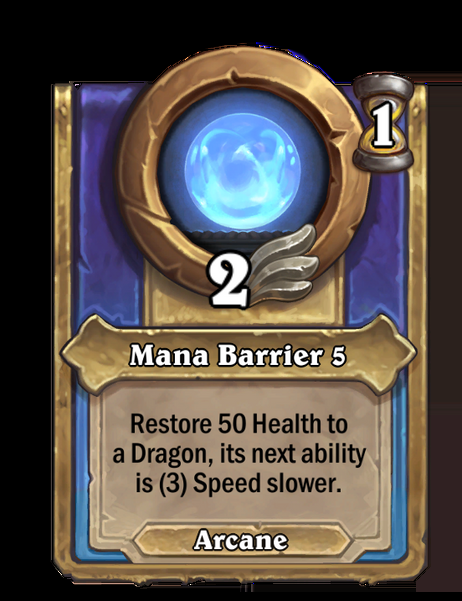 1
2
Mana Barrier 5
Restore 50 Health to
a Dragon, its next ability
is (3) Speed slower.
Arcane